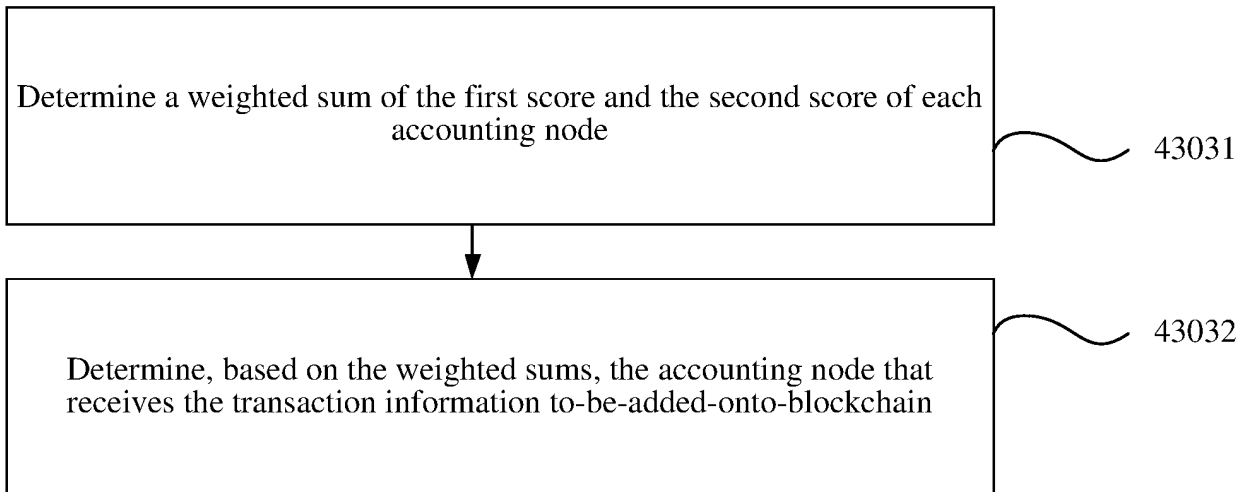 Determine a weighted sum of the first score and the second score of each
accounting node
43031
43032
Determine, based on the weighted sums, the accounting node that
receives the transaction information to-be-added-onto-blockchain